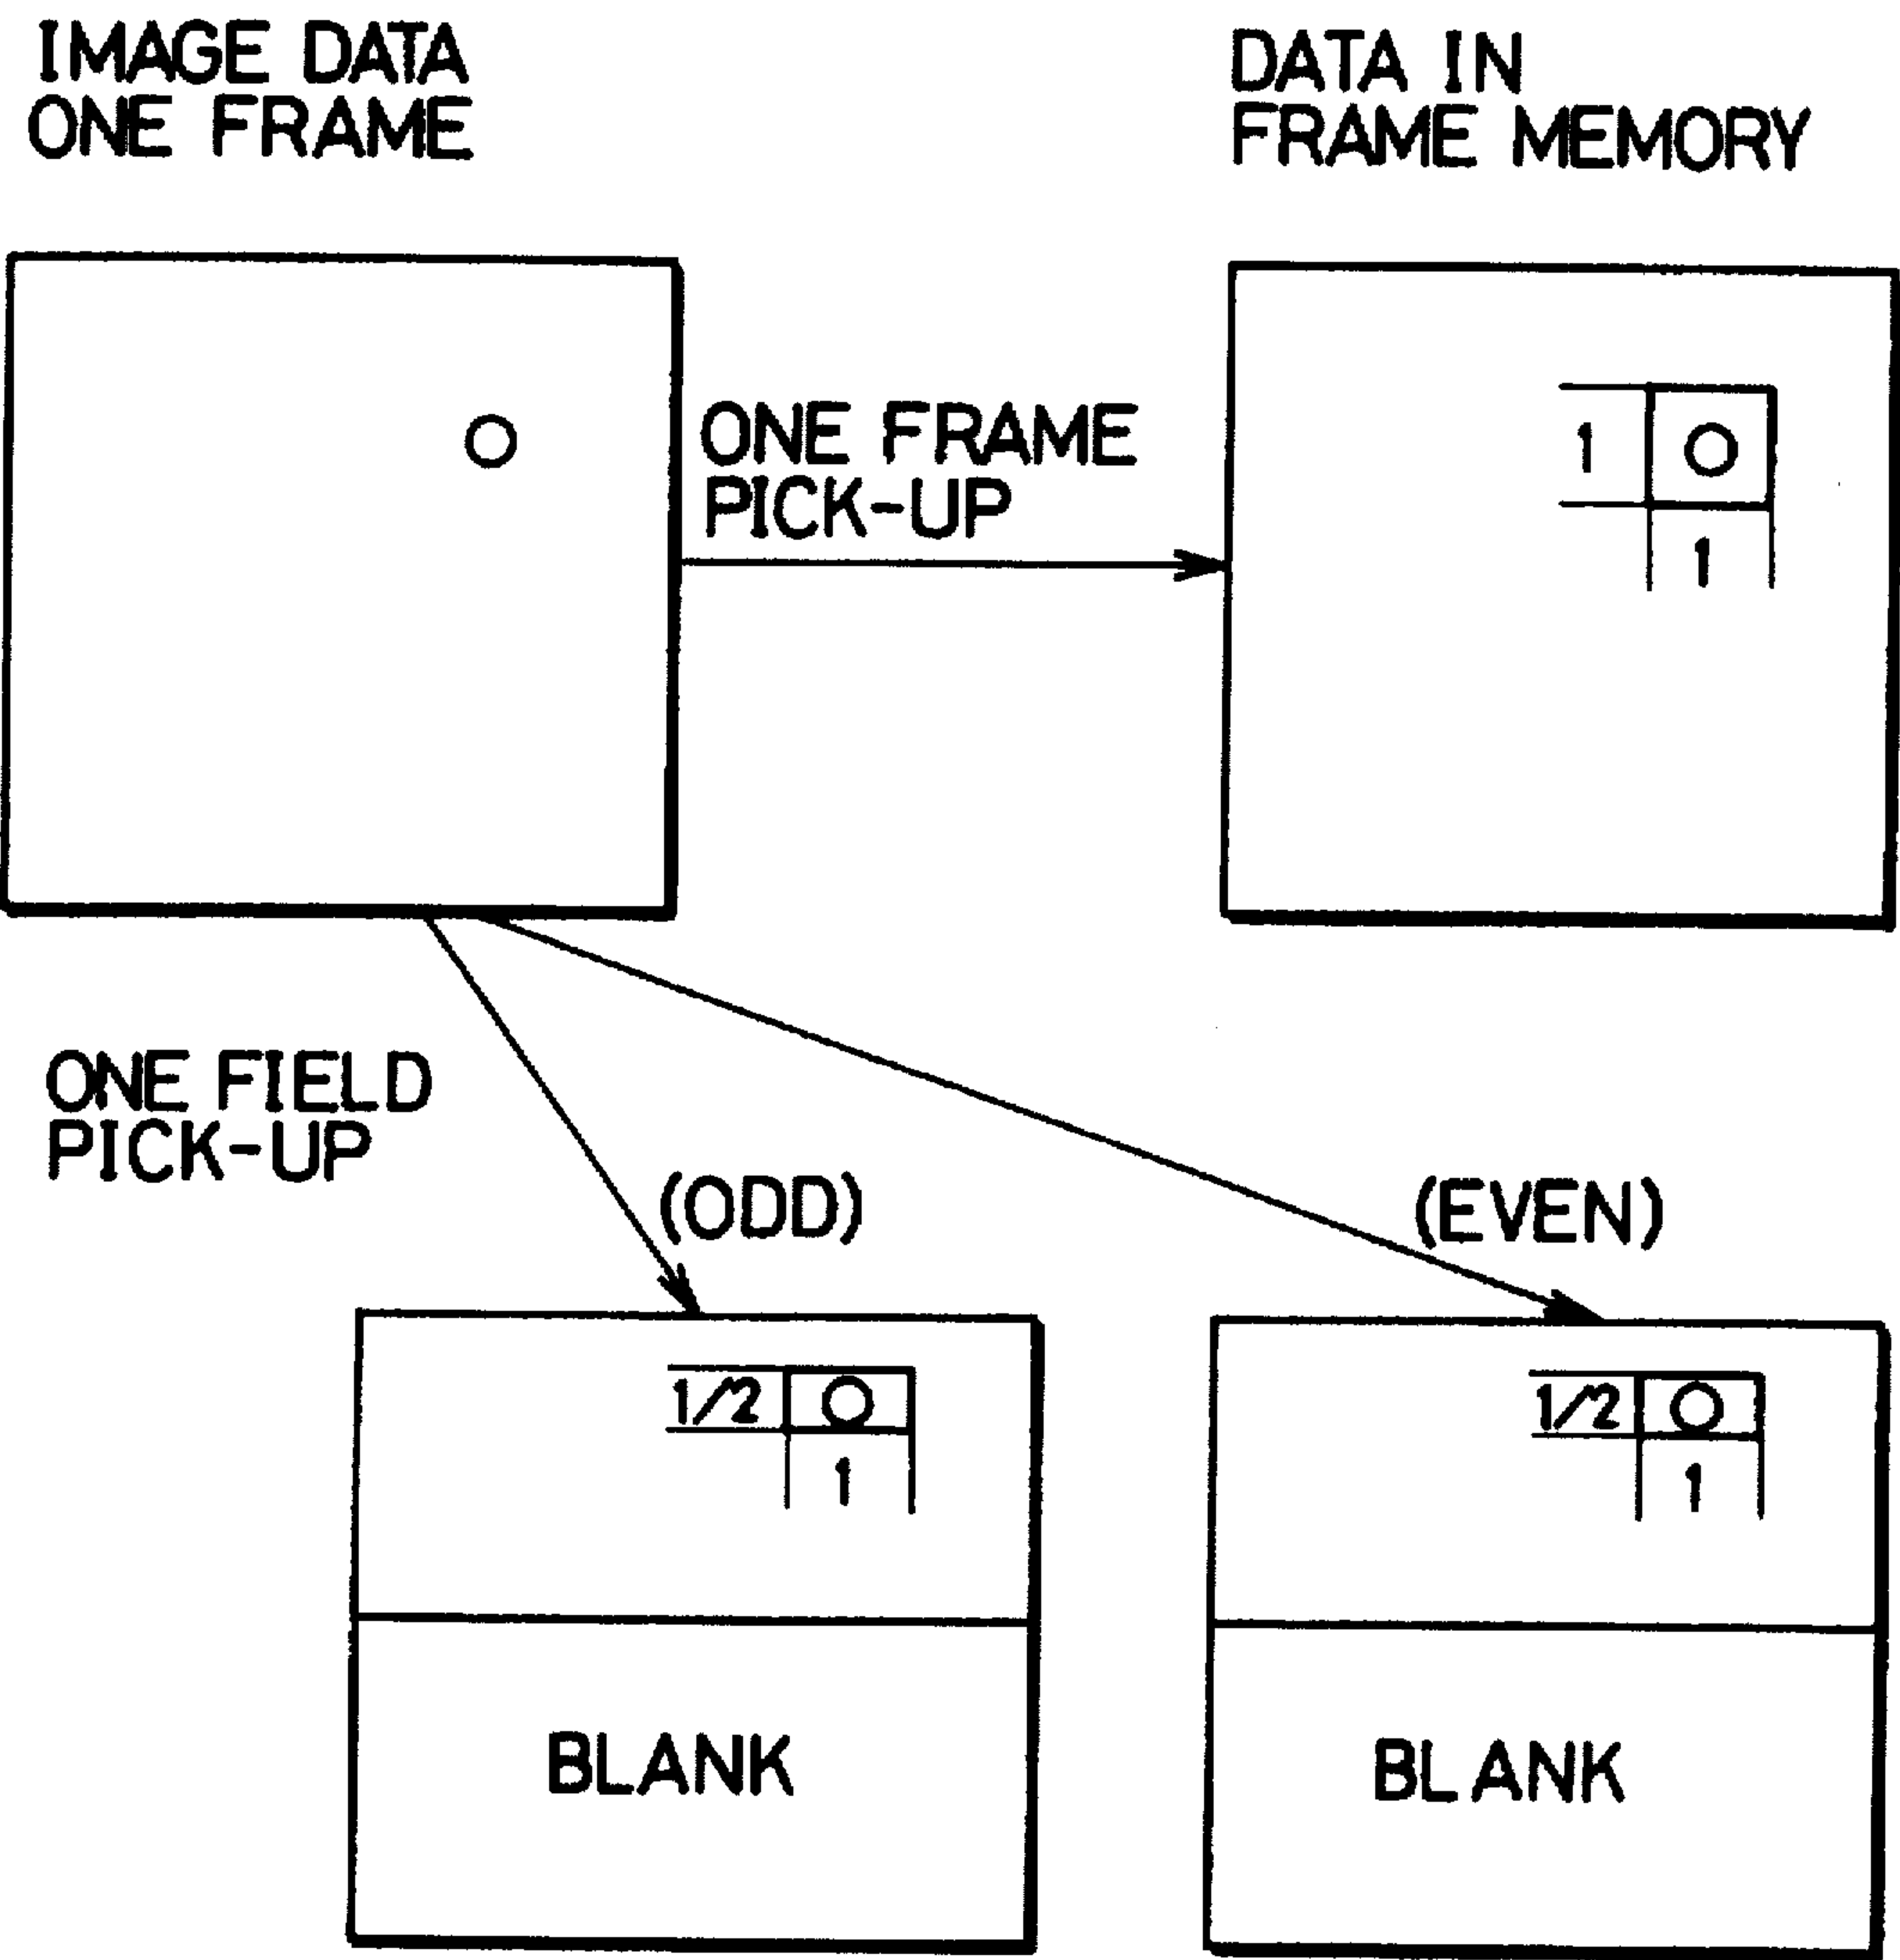 IMAGE DATA
ONE FRAME
DATA IN
FRAME MEMORY
ONE FRAME
PICK-UP
1
1
ONE FIELD
PICK-UP
(ODD)
(EVEN)
1/2
1
1/2
1
BLANK
BLANK